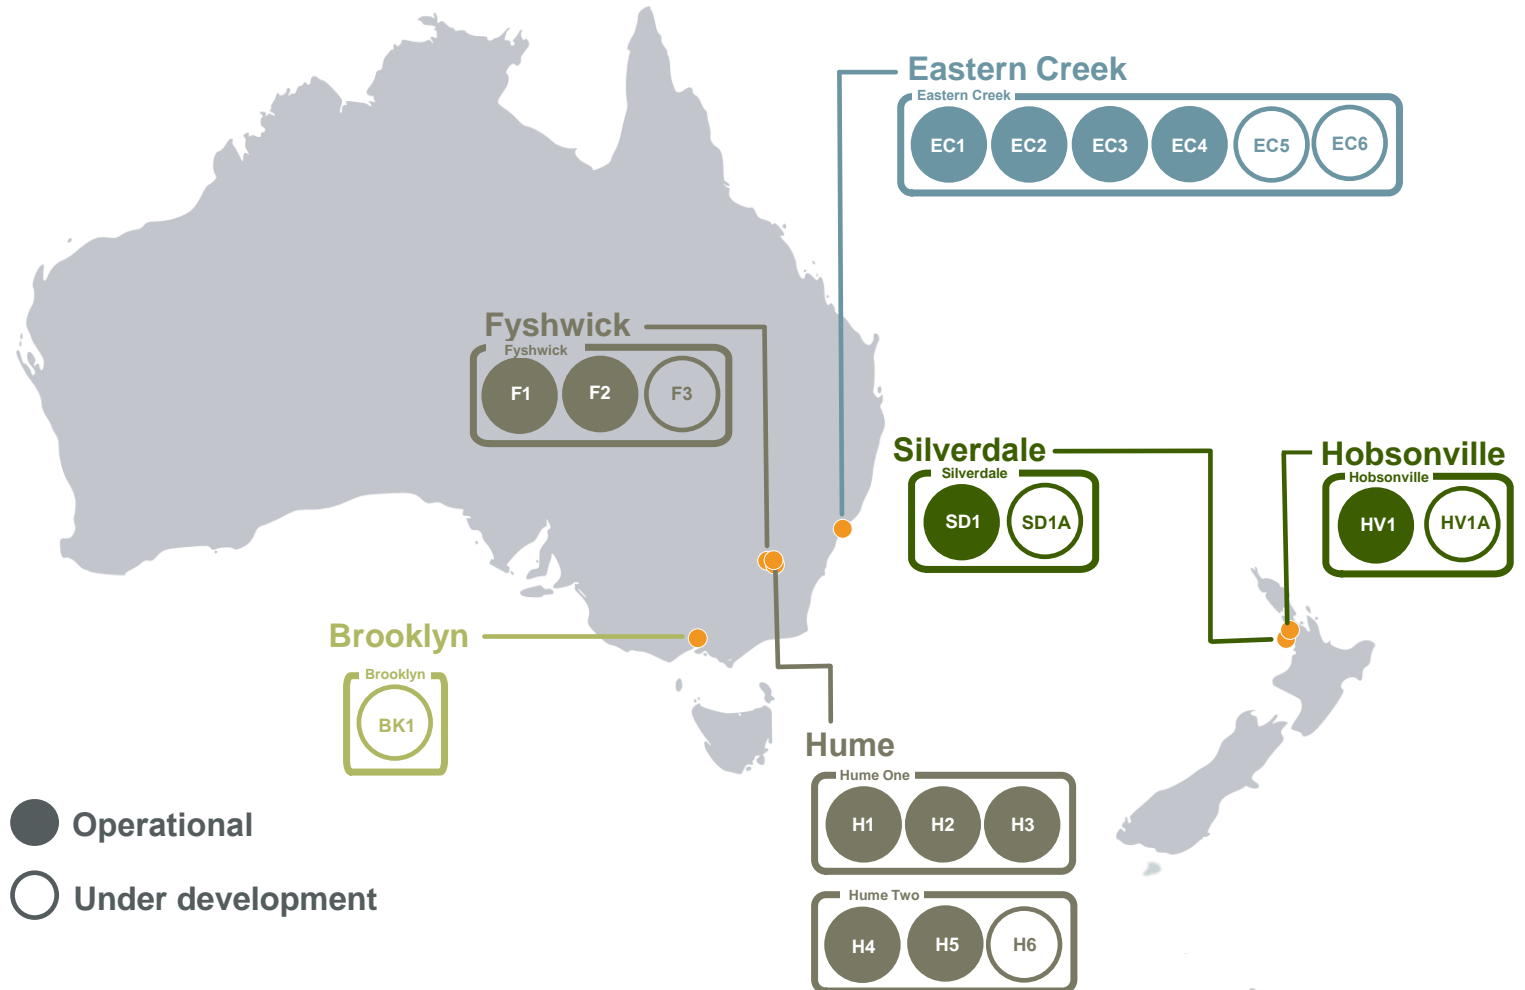 Eastern Creek
Eastern Creek
EC1 EC2 EC3 EC4 EC5 EC6
Fyshwick
Fyshwick
F1 F2 F3
Silverdale
Silverdale
SD1 SD1A
Hobsonville
Hobsonville
HV1 HV1A
Brooklyn
Brooklyn
BK1
Hume
Hume One
H1 H2 H3
Hume Two
H4 H5 H6
Operational
Under development